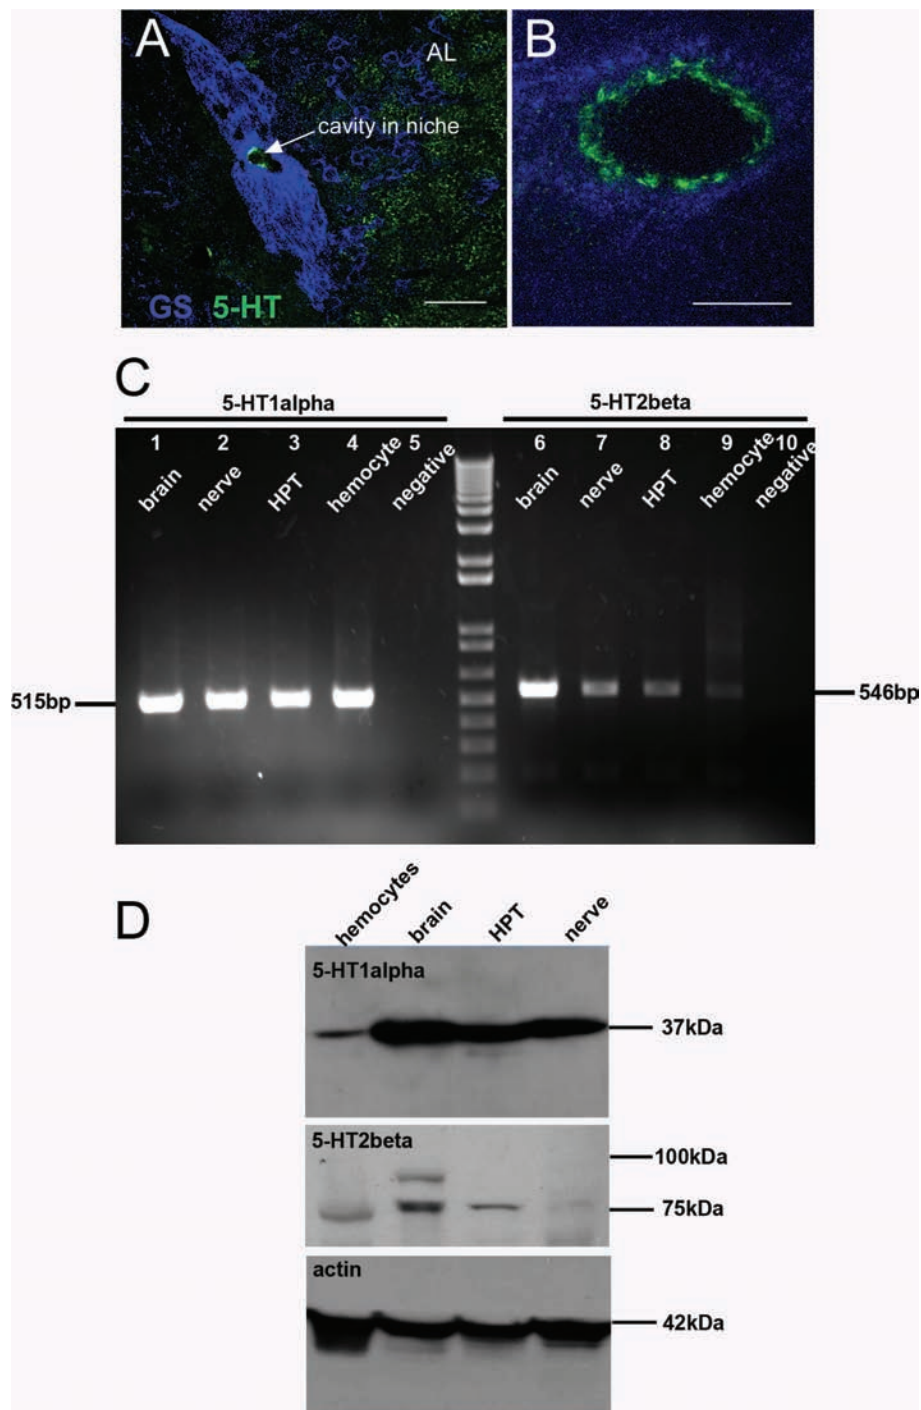 A
AL
cavity in niche
GS 5-HT
B
C
5-HT1alpha
5-HT2beta
1 2 3 4 5 6 7 8 9 10
brain nerve HPT hemocyte negative brain nerve HPT hemocyte negative
515bp
546bp
D
hemocytes brain HPT nerve
5-HT1alpha
37kDa
5-HT2beta
100kDa
75kDa
actin
42kDa